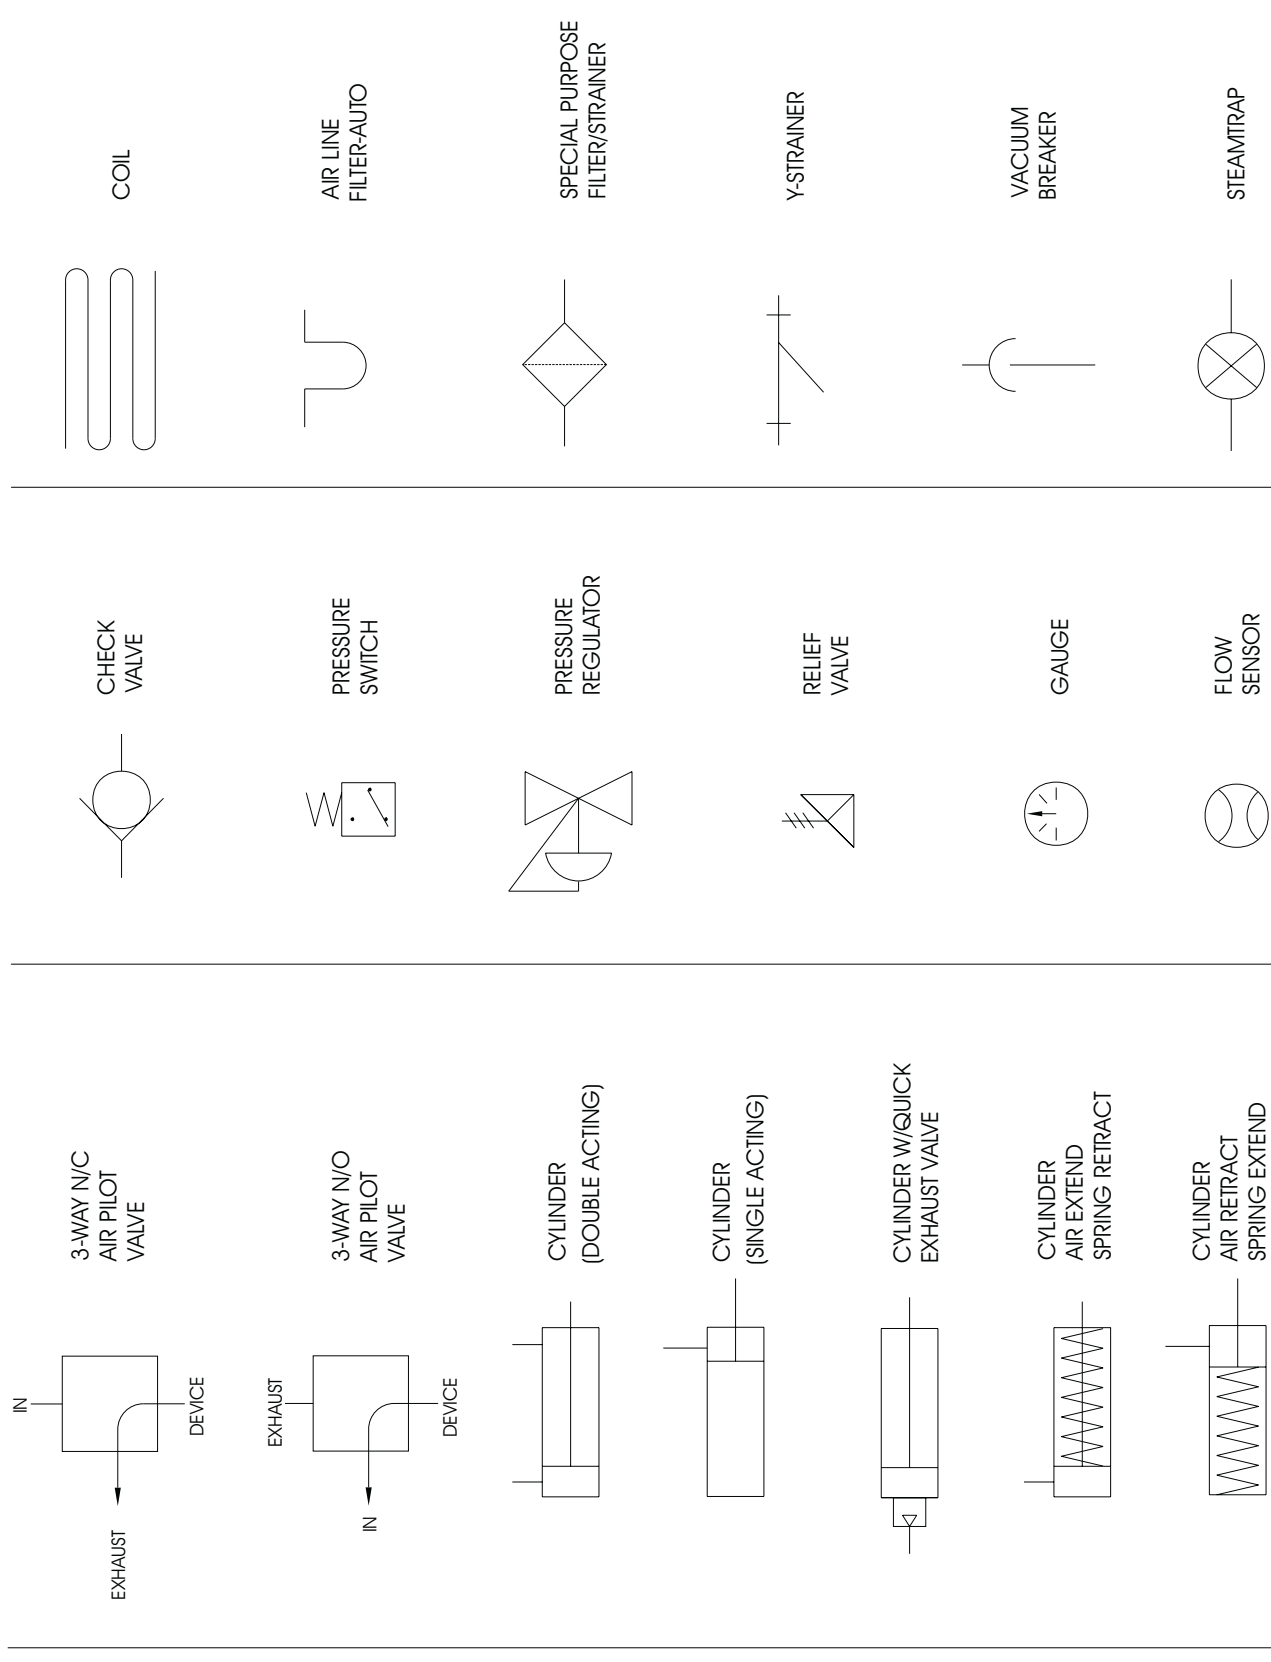 IN
DEVICE
EXHAUST
3-WAY N/C
AIR PILOT
VALVE
EXHAUST
DEVICE
IN
3-WAY N/O
AIR PILOT
VALVE
CYLINDER
(DOUBLE ACTING)
CYLINDER
(SINGLE ACTING)
CYLINDER W/QUICK
EXHAUST VALVE
CYLINDER
AIR EXTEND
SPRING RETRACT
CYLINDER
AIR RETRACT
SPRING EXTEND
CHECK
VALVE
PRESSURE
SWITCH
PRESSURE
REGULATOR
RELIEF
VALVE
GAUGE
FLOW
SENSOR
COIL
AIR LINE
FILTER-AUTO
SPECIAL PURPOSE
FILTER/STRAINER
Y-STRAINER
VACUUM
BREAKER
STEAMTRAP